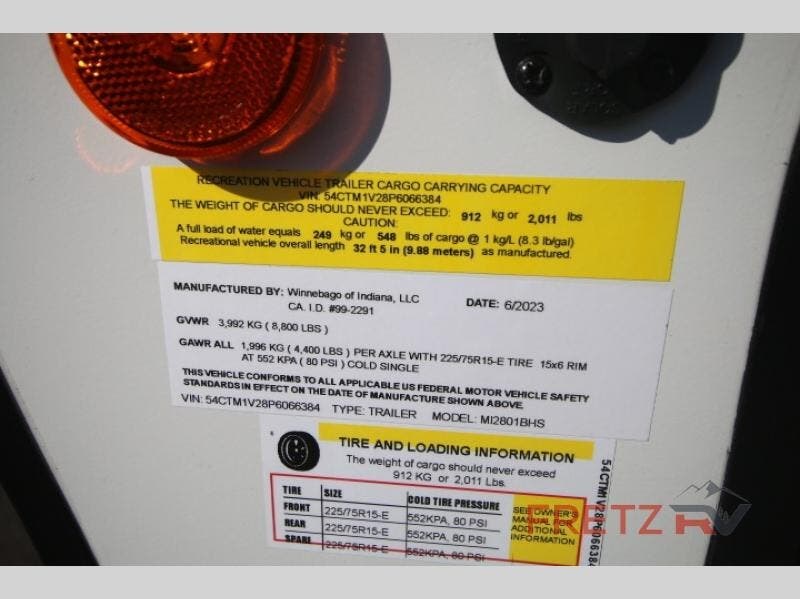 SOLAR
RECREATION VEHICLE TRAILER CARGO CARRYING CAPACITY
VIN: 54CTM1V28P6066384
THE WEIGHT OF CARGO SHOULD NEVER EXCEED: 912 kg or 2,011 lbs
CAUTION:
A full load of water equals 249 kg or 548 lbs of cargo @ 1 kg/L (8.3 lb/gal)
Recreational vehicle overall length 32 ft 5 in (9.88 meters) as manufactured.
MANUFACTURED BY: Winnebago of Indiana, LLC DATE: 6/2023
CA. I.D. #99-2291
GVWR 3,992 KG ( 8,800 LBS )
GAWR ALL 1,996 KG ( 4,400 LBS ) PER AXLE WITH 225/75R15-E TIRE 15x6 RIM
AT 552 KPA ( 80 PSI ) COLD SINGLE
THIS VEHICLE CONFORMS TO ALL APPLICABLE US FEDERAL MOTOR VEHICLE SAFETY
STANDARDS IN EFFECT ON THE DATE OF MANUFACTURE SHOWN ABOVE.
VIN: 54CTM1V28P6066384 TYPE: TRAILER MODEL: MI2801BHS
TIRE AND LOADING INFORMATION
The weight of cargo should never exceed
912 KG or 2,011 Lbs.
TIRE SIZE COLD TIRE PRESSURE
FRONT 225/75R15-E 552KPA, 80 PSI
REAR 225/75R15-E 552KPA, 80 PSI
SPARE 225/75R15-E 552KPA, 80 PSI
SEE OWNER'S
MANUAL FOR
ADDITIONAL
INFORMATION
54CTM1V28P6066384
FRETZ RV